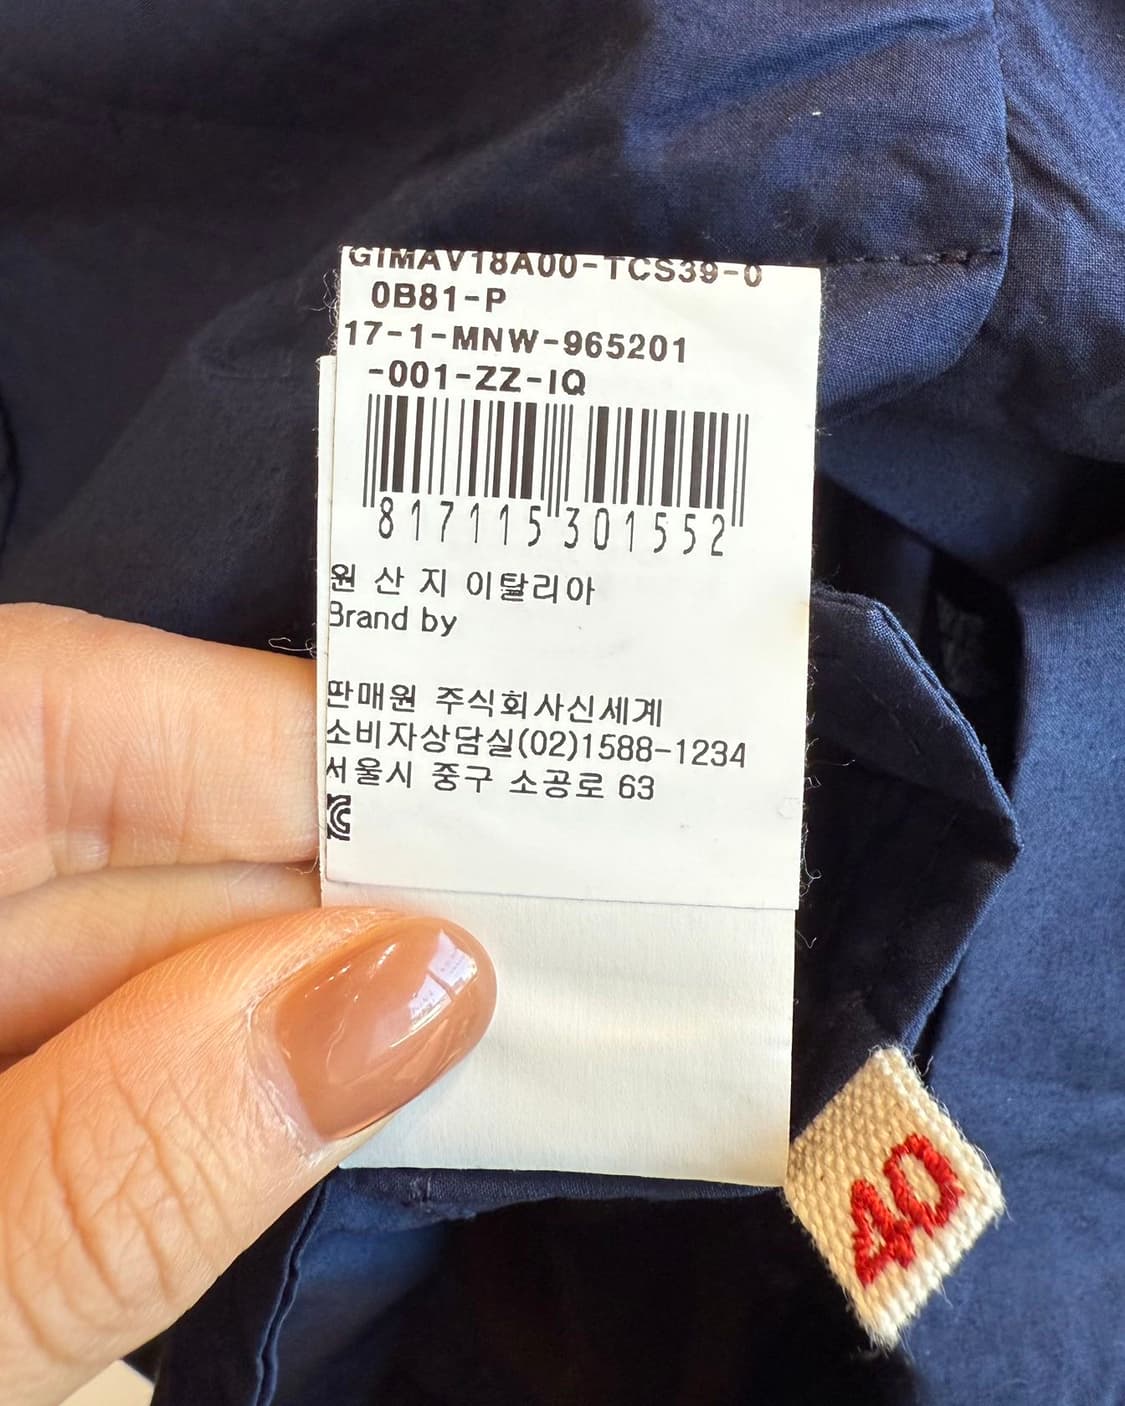 GIMAV18A00-TCS39-0
0B81-P
17-1-MNW-965201
-001-ZZ-IQ
817115 301552
원 산 지 이탈리아
Brand by
판매원 주식회사신세계
소비자상담실(02)1588-1234
서울시 중구 소공로 63
40